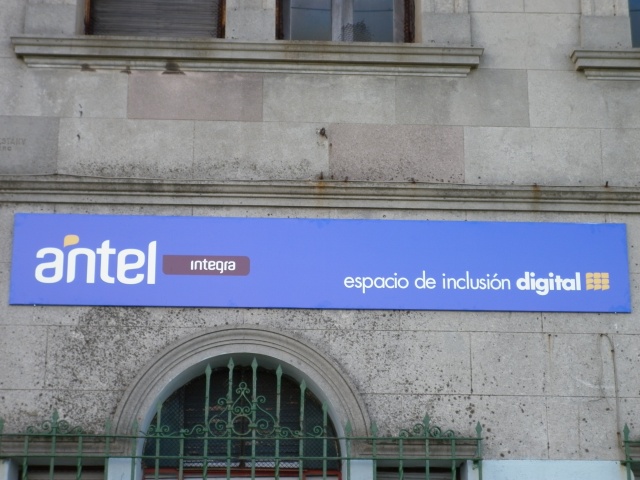 antel integra
espacio de inclusión digital